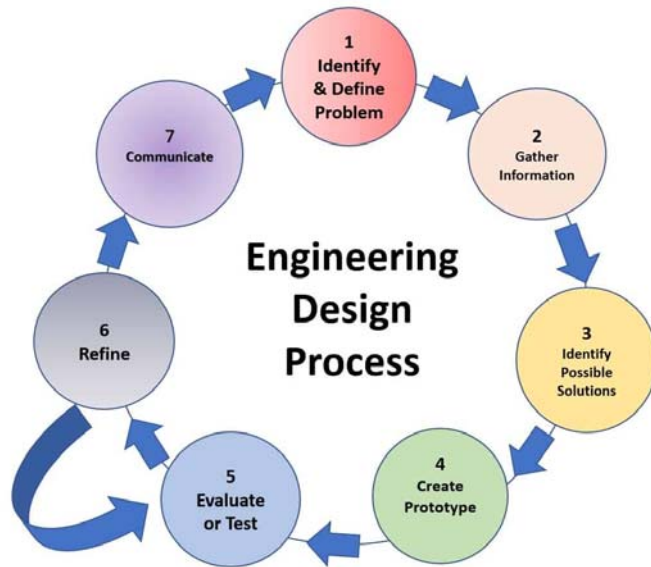 1
Identify
& Define
Problem
2
Gather
Information
3
Identify
Possible
Solutions
4
Create
Prototype
5
Evaluate
or Test
6
Refine
7
Communicate
Engineering
Design
Process